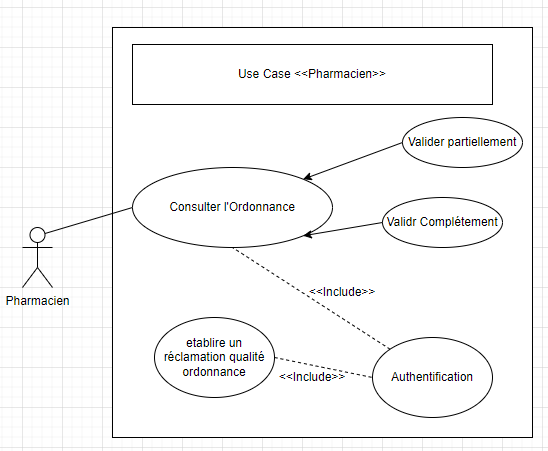 Use Case <<Pharmacien>>
Valider partiellement
Consulter l'Ordonnance
Validr Complétement
Pharmacien
<<Include>>
etablire un
réclamation qualité
ordonnance
<<Include>>
Authentification